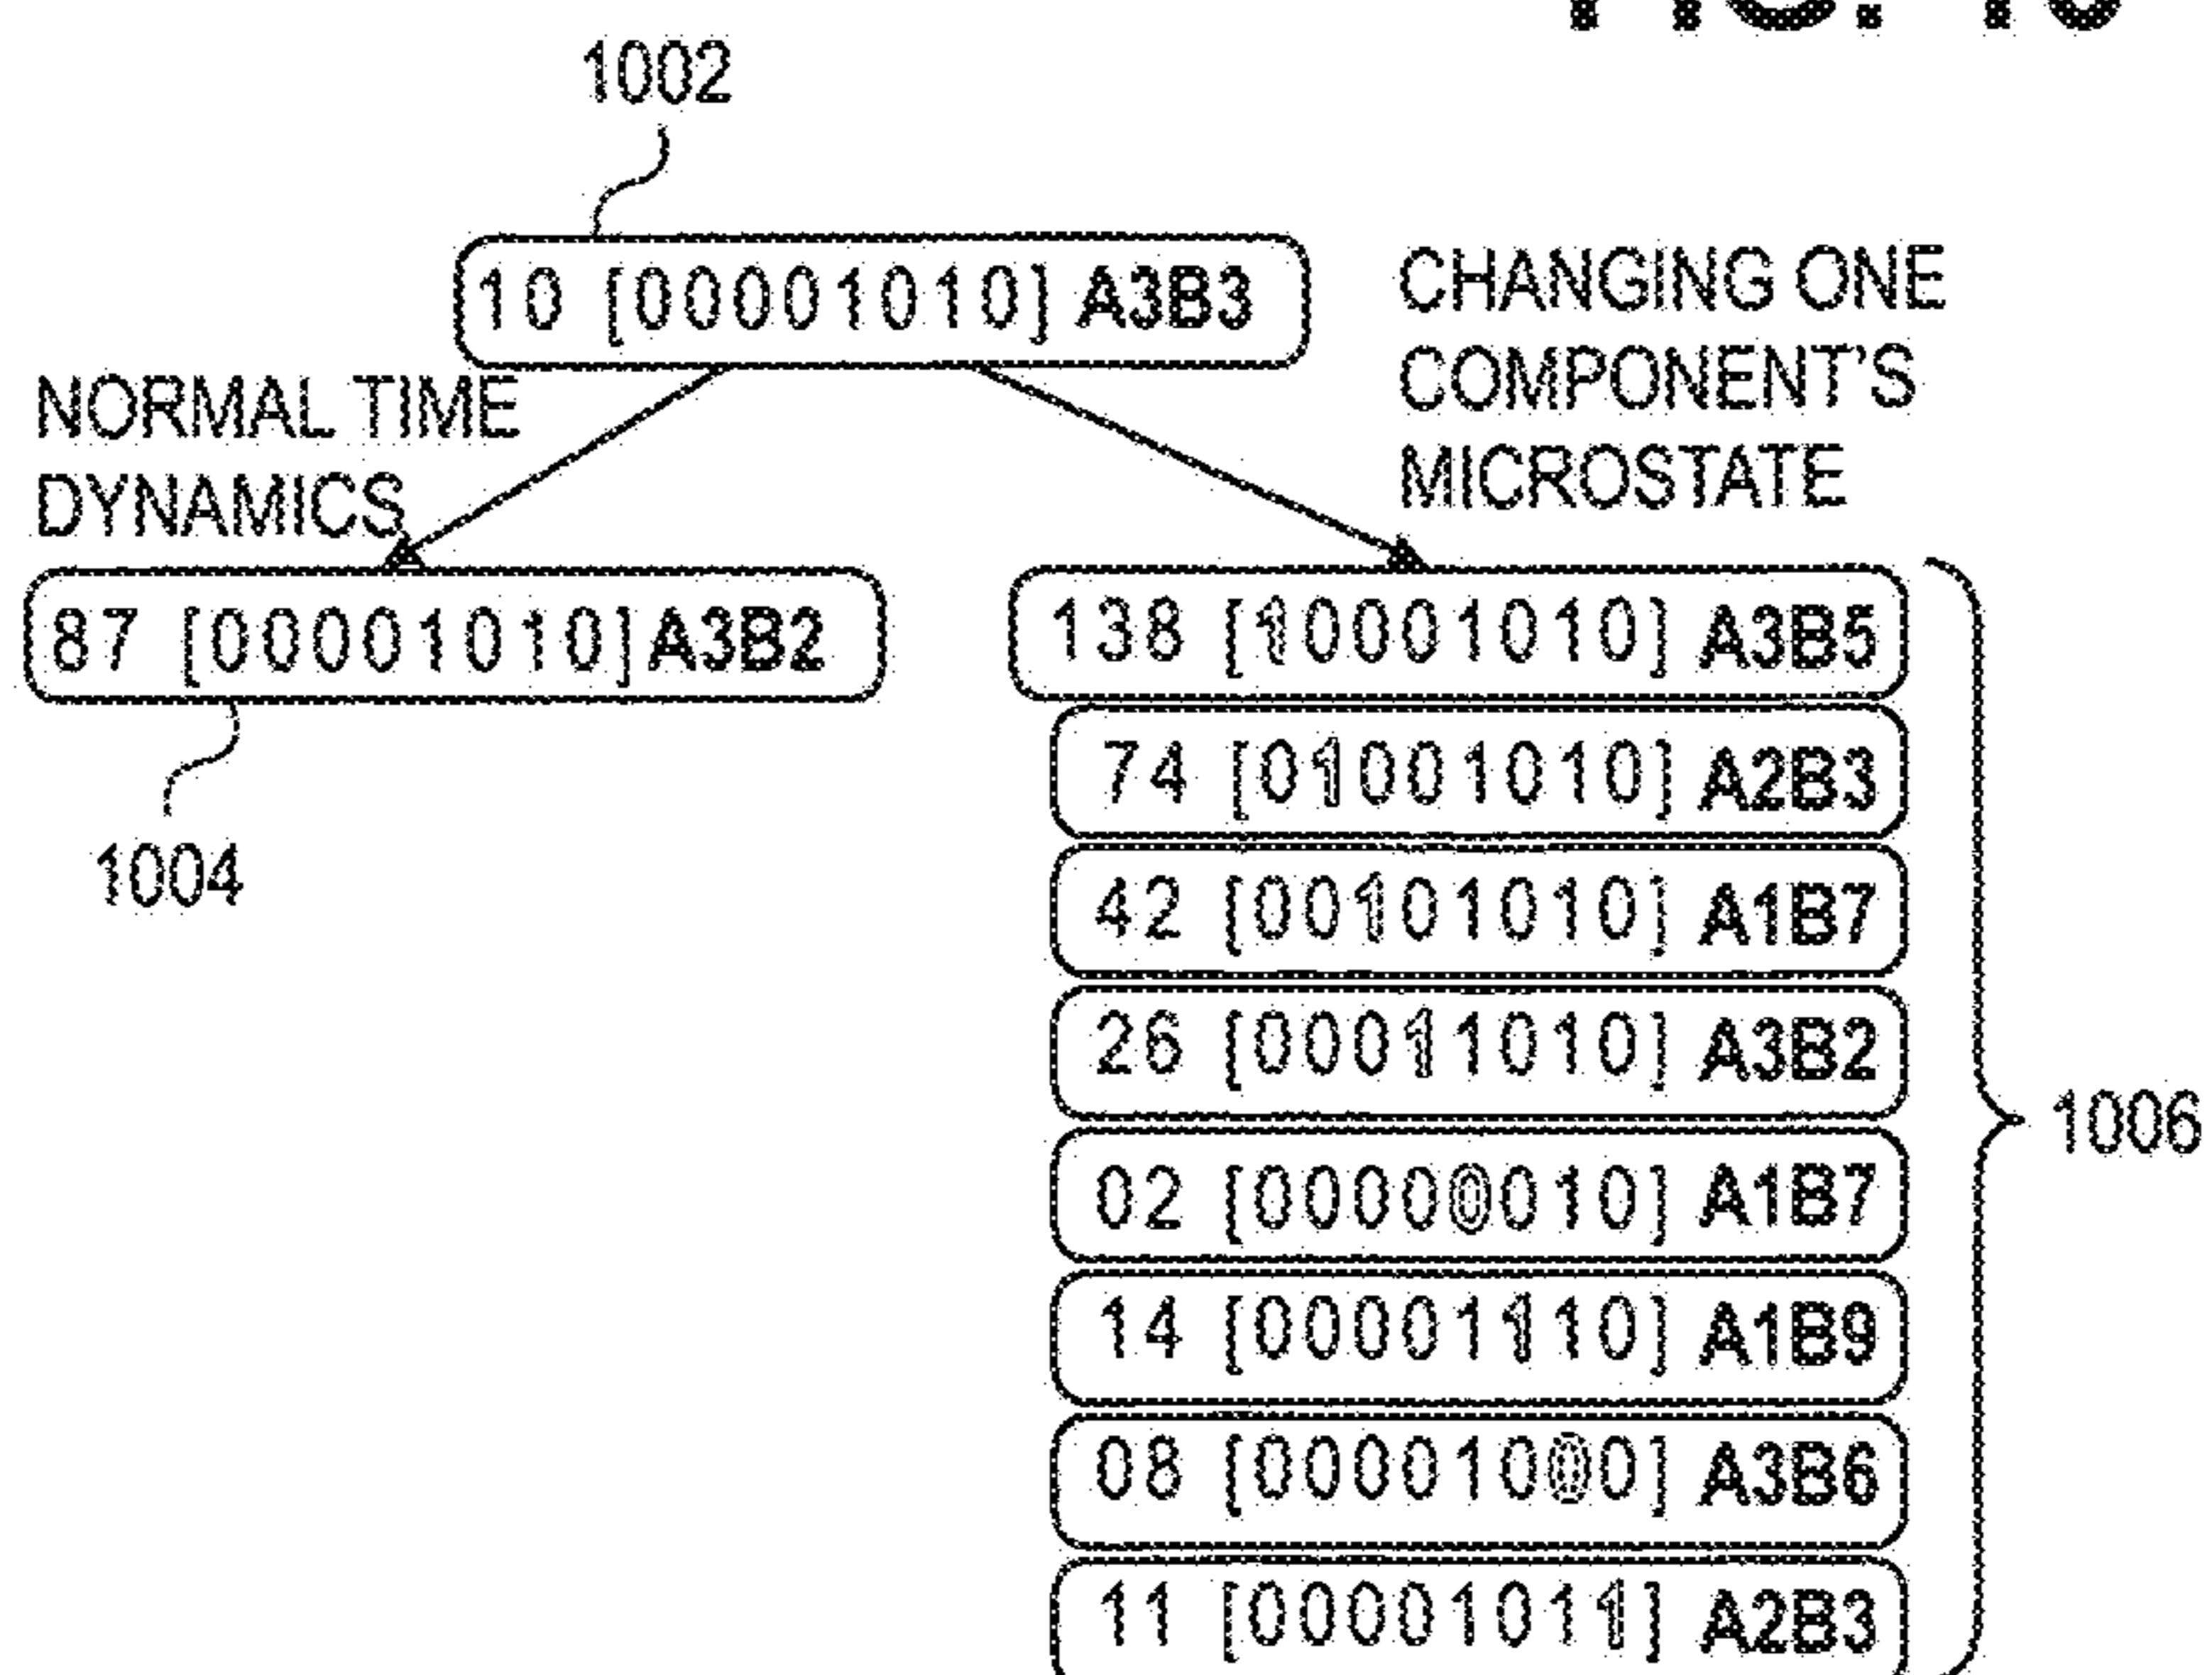 FIG. 10
1002
10 [00001010] A3B3
CHANGING ONE
COMPONENT'S
MICROSTATE
NORMAL TIME
DYNAMICS
87 [00001010] A3B2
1004
138 [10001010] A3B5
74 [01001010] A2B3
42 [00101010] A1B7
26 [00011010] A3B2
02 [00000010] A1B7
14 [00001110] A1B9
08 [00001000] A3B6
11 [00001011] A2B3
1006